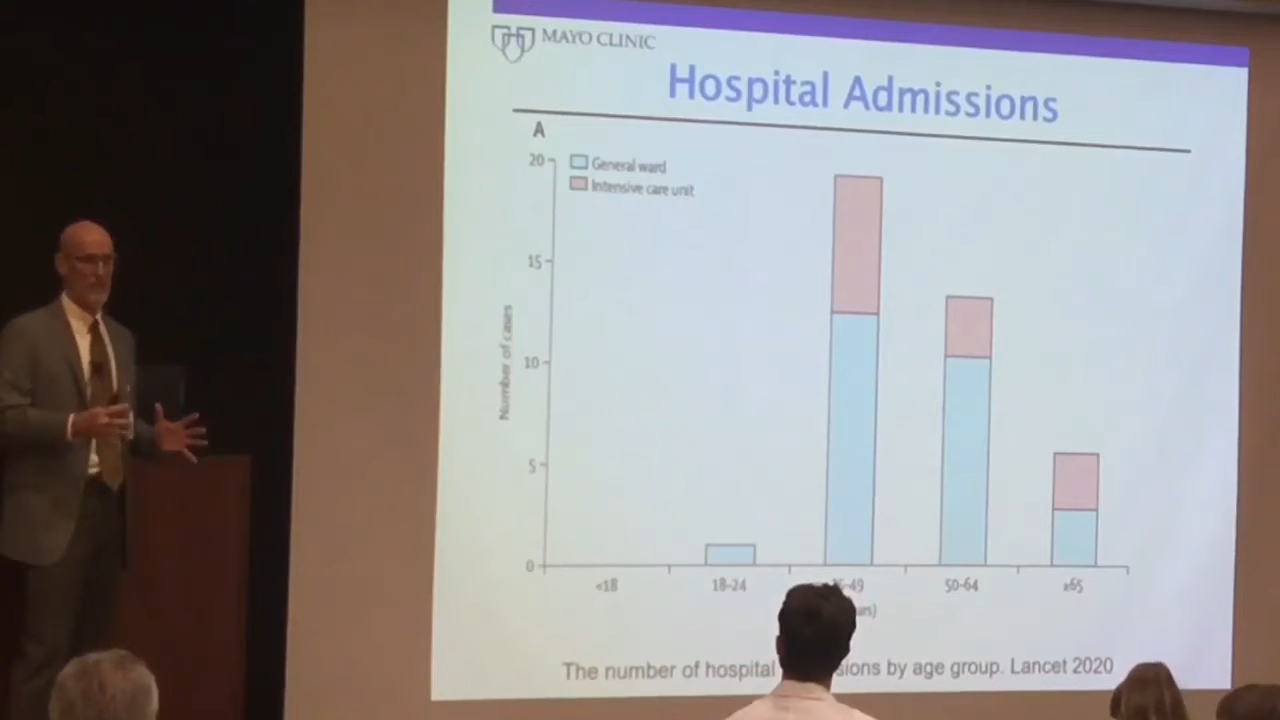 MAYO CLINIC
Hospital Admissions
A
20
General ward
Intensive care unit
15
10
5
0
Number of cases
<18
18-24
-49
50-64
≥65
The number of hospital
by age group. Lancet 2020